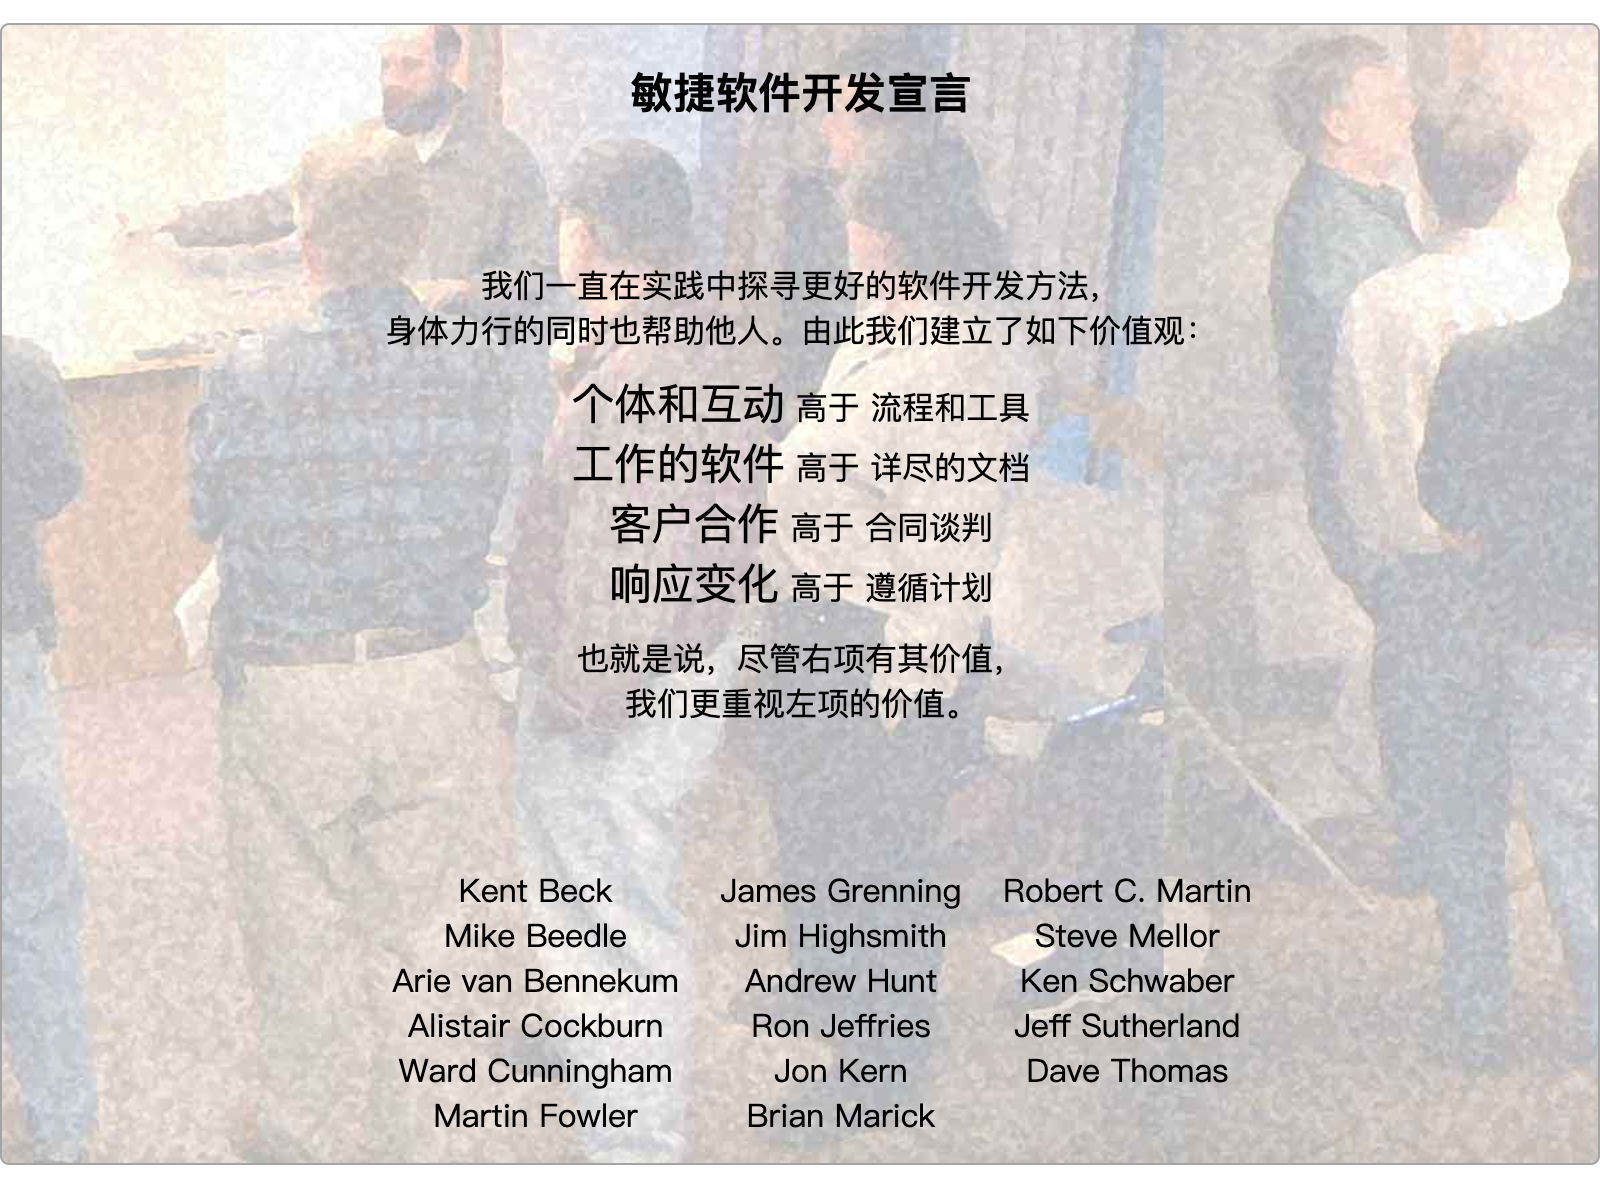 敏捷软件开发宣言
我们一直在实践中探寻更好的软件开发方法，
身体力行的同时也帮助他人。由此我们建立了如下价值观：
个体和互动 高于 流程和工具
工作的软件 高于 详尽的文档
客户合作 高于 合同谈判
响应变化 高于 遵循计划
也就是说，尽管右项有其价值，
我们更重视左项的价值。
Kent Beck
Mike Beedle
Arie van Bennekum
Alistair Cockburn
Ward Cunningham
Martin Fowler
James Grenning
Jim Highsmith
Andrew Hunt
Ron Jeffries
Jon Kern
Brian Marick
Robert C. Martin
Steve Mellor
Ken Schwaber
Jeff Sutherland
Dave Thomas